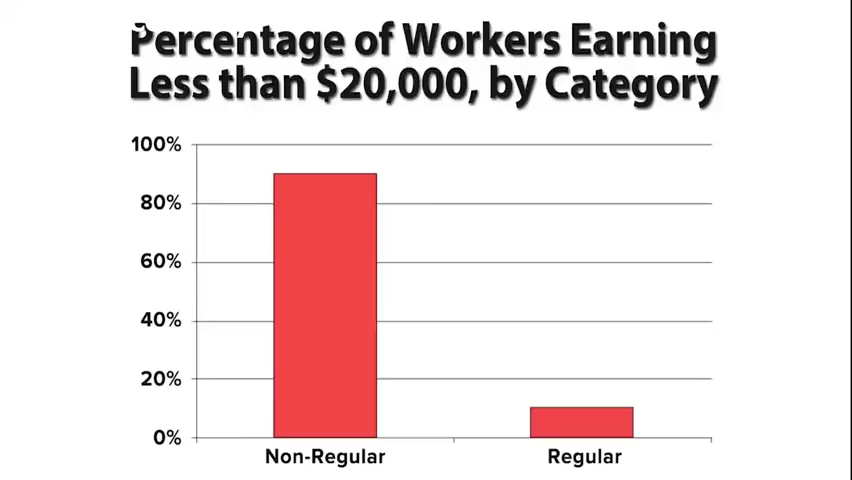 Percentage of Workers Earning
Less than $20,000, by Category
100%
80%
60%
40%
20%
0%
Non-Regular
Regular